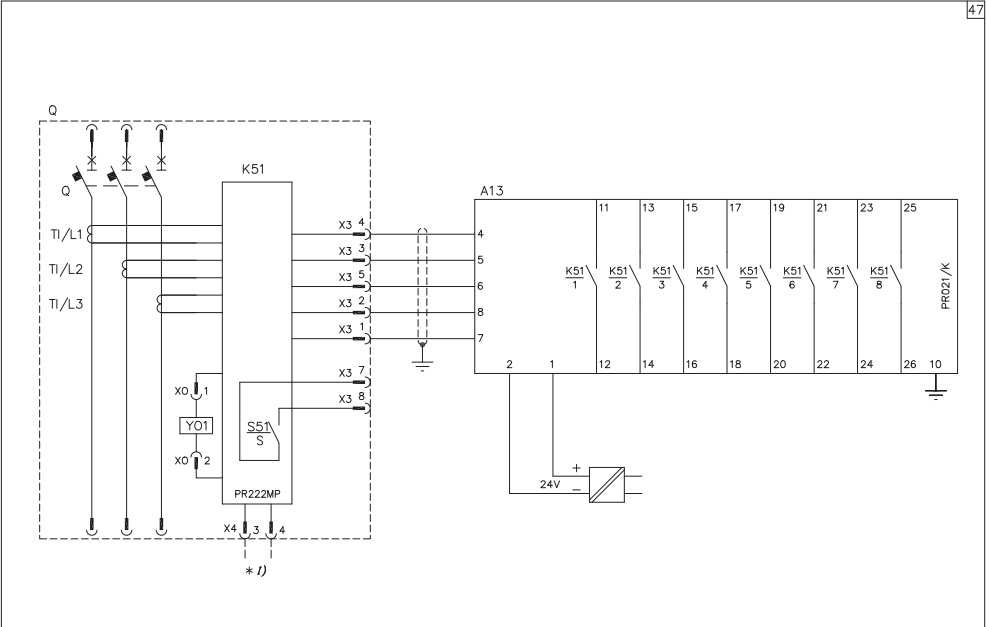 47
Q
K51
A13
Q
11 13 15 17 19 21 23 25
TI/L1
X3 4
4
TI/L2
X3 3
5
K51 K51 K51 K51 K51 K51 K51 K51
1 2 3 4 5 6 7 8
X3 5
6
PR021/K
TI/L3
X3 2
8
X3 1
7
2 1 12 14 16 18 20 22 24 26 10
X3 7
X0 1
X3 8
Y01
S51
S
X0 2
+
24V
−
PR222MP
X4 3 4
* 1)